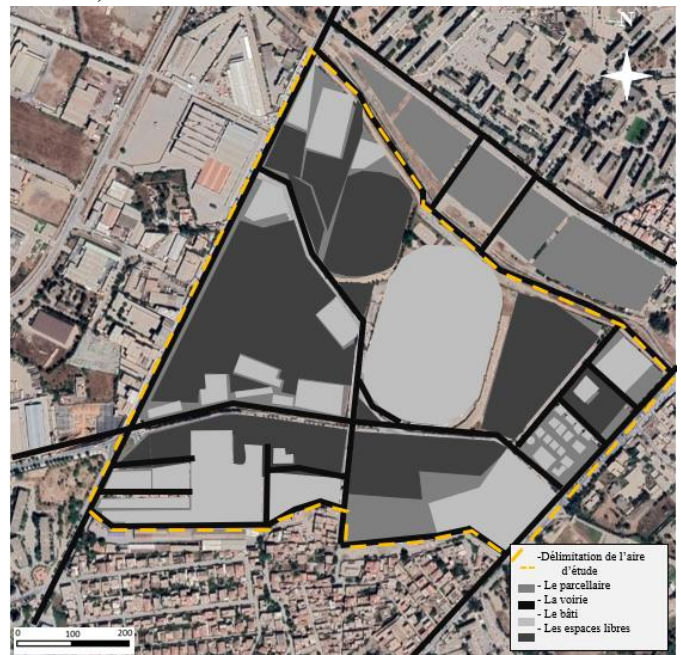 N
-Délimitation de l'aire
d'étude
- Le parcellaire
- La voirie
- Le bâti
- Les espaces libres
0 100 200